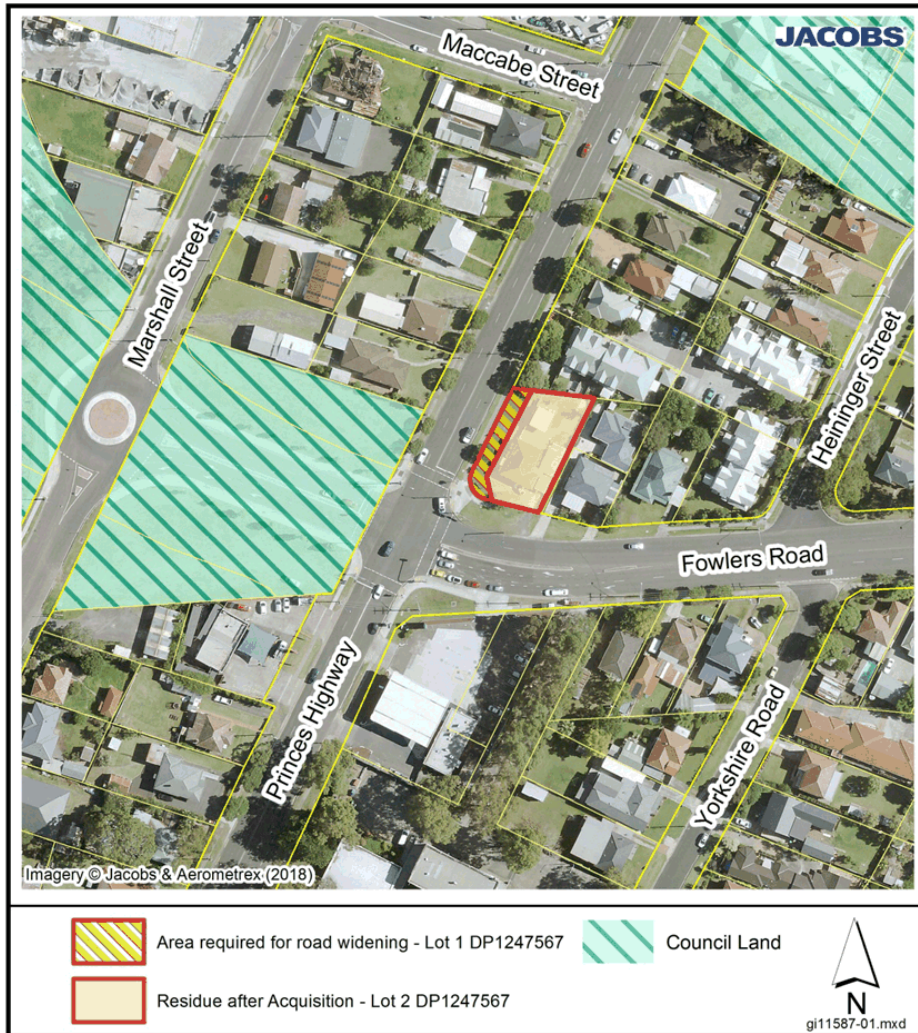 JACOBS
Maccabe Street
Marshall Street
Heininger Street
Fowlers Road
Princes Highway
Yorkshire Road
Imagery © Jacobs & Aerometrex (2018)
Area required for road widening - Lot 1 DP1247567
Council Land
Residue after Acquisition - Lot 2 DP1247567
N
gi11587-01.mxd